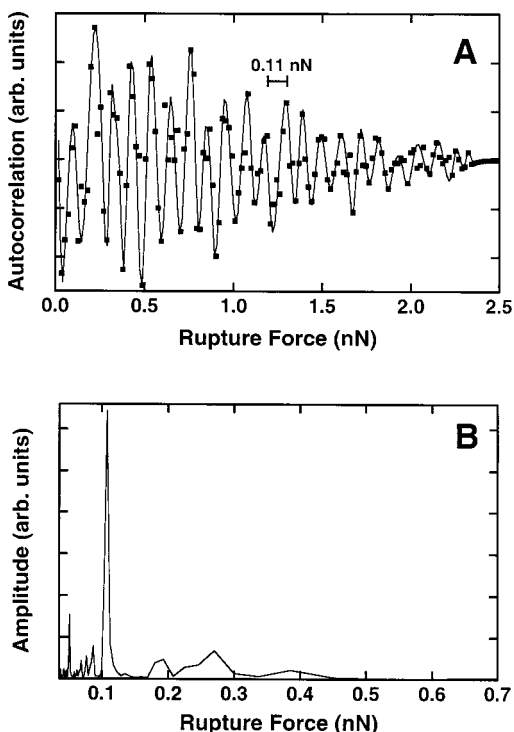 A
0.11 nN
Autocorrelation (arb. units)
0.0 0.5 1.0 1.5 2.0 2.5
Rupture Force (nN)
B
Amplitude (arb. units)
0.1 0.2 0.3 0.4 0.5 0.6 0.7
Rupture Force (nN)